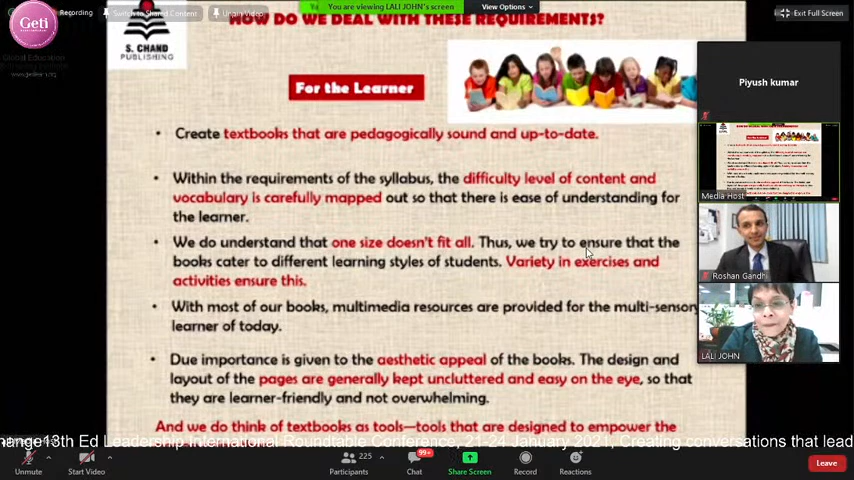 Geti
Recording
Switch to Shared Content
Unpin Video
You are viewing LALI JOHN's screen
View Options
Exit Full Screen
Global Education
S. CHAND
PUBLISHING
HOW DO WE DEAL WITH THESE REQUIREMENTS?
For the Learner
• Create textbooks that are pedagogically sound and up-to-date.
• Within the requirements of the syllabus, the difficulty level of content and
vocabulary is carefully mapped out so that there is ease of understanding for
the learner.
• We do understand that one size doesn't fit all. Thus, we try to ensure that the
books cater to different learning styles of students. Variety in exercises and
activities ensure this.
• With most of our books, multimedia resources are provided for the multi-sensory
learner of today.
• Due importance is given to the aesthetic appeal of the books. The design and
layout of the pages are generally kept uncluttered and easy on the eye, so that
they are learner-friendly and not overwhelming.
And we do think of textbooks as tools—tools that are designed to empower the
Piyush kumar
Media Host
Roshan Gandhi
LALI JOHN
13th Ed Leadership International Roundtable Conference, 21-24 January 2021, Creating conversations that lead
Unmute
Start Video
Participants
225
Chat
99+
Share Screen
Record
Reactions
Leave